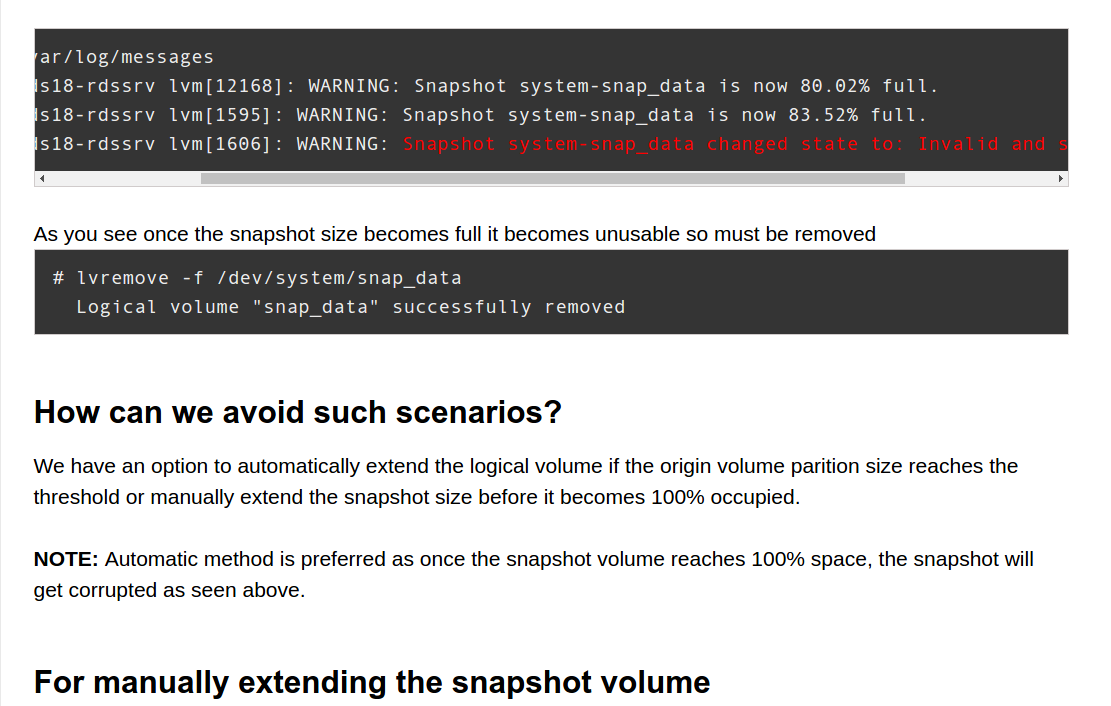 var/log/messages
ds18-rdssrv lvm[12168]: WARNING: Snapshot system-snap_data is now 80.02% full.
ds18-rdssrv lvm[1595]: WARNING: Snapshot system-snap_data is now 83.52% full.
ds18-rdssrv lvm[1606]: WARNING: Snapshot system-snap_data changed state to: Invalid and s
As you see once the snapshot size becomes full it becomes unusable so must be removed
# lvremove -f /dev/system/snap_data
Logical volume "snap_data" successfully removed
How can we avoid such scenarios?
We have an option to automatically extend the logical volume if the origin volume parition size reaches the
threshold or manually extend the snapshot size before it becomes 100% occupied.
NOTE: Automatic method is preferred as once the snapshot volume reaches 100% space, the snapshot will
get corrupted as seen above.
For manually extending the snapshot volume